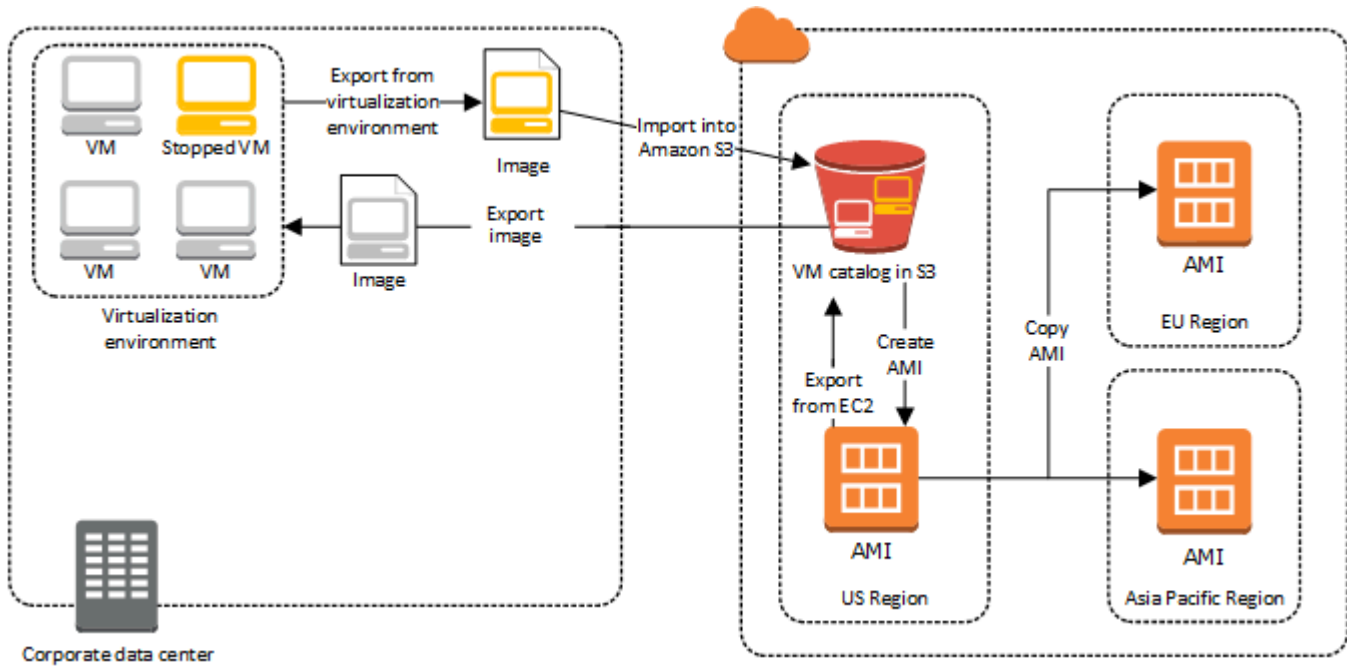 VM
Stopped VM
VM
VM
Virtualization
environment
Export from
virtualization
environment
Image
Import into
Amazon S3
Export
image
Image
Corporate data center
VM catalog in S3
Export
from EC2
Create
AMI
AMI
US Region
Copy
AMI
AMI
EU Region
AMI
Asia Pacific Region